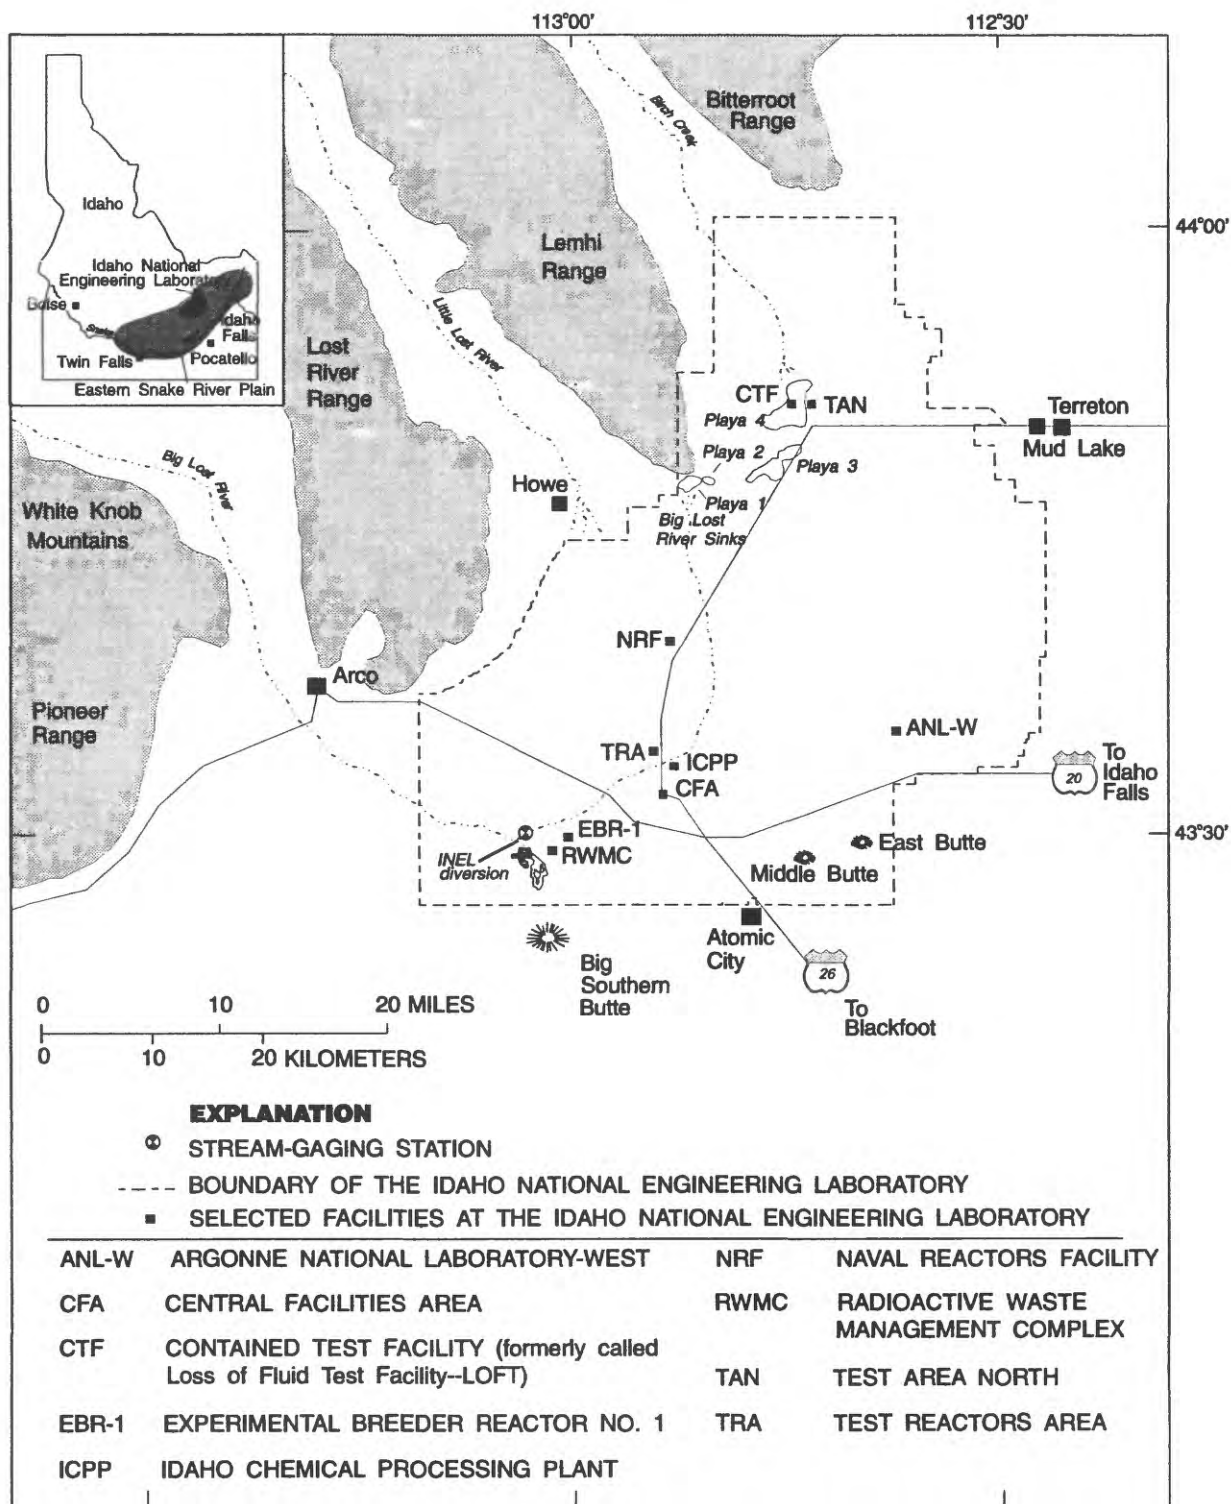 113°00'
112°30'
Bitterroot
Range
Birch Creek
Idaho
44°00'
Lemhi
Range
Idaho National
Engineering Laboratory
Boise
Snake
Idaho
Falls
Twin Falls
Pocatello
Eastern Snake River Plain
Little Lost River
Lost
River
Range
CTF
TAN
Playa 4
Terreton
Mud Lake
Playa 2
Playa 3
Big Lost River
Howe
Playa 1
Big Lost
River Sinks
White Knob
Mountains
NRF
Arco
Pioneer
Range
ANL-W
TRA
ICPP
CFA
To
Idaho
Falls
20
43°30'
EBR-1
RWMC
INEL
diversion
East Butte
Middle Butte
Atomic
City
Big
Southern
Butte
26
To
Blackfoot
0 10 20 MILES
0 10 20 KILOMETERS
EXPLANATION
STREAM-GAGING STATION
BOUNDARY OF THE IDAHO NATIONAL ENGINEERING LABORATORY
SELECTED FACILITIES AT THE IDAHO NATIONAL ENGINEERING LABORATORY
ANL-W ARGONNE NATIONAL LABORATORY-WEST
CFA CENTRAL FACILITIES AREA
CTF CONTAINED TEST FACILITY (formerly called
Loss of Fluid Test Facility--LOFT)
EBR-1 EXPERIMENTAL BREEDER REACTOR NO. 1
ICPP IDAHO CHEMICAL PROCESSING PLANT
NRF NAVAL REACTORS FACILITY
RWMC RADIOACTIVE WASTE
MANAGEMENT COMPLEX
TAN TEST AREA NORTH
TRA TEST REACTORS AREA